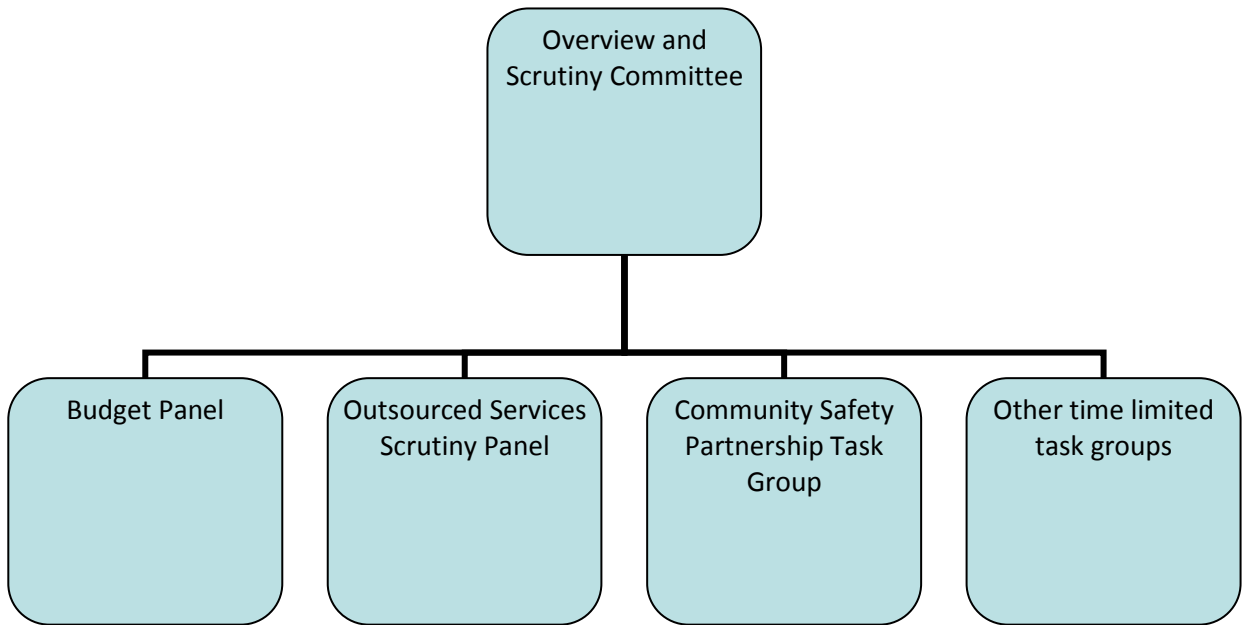 Overview and
Scrutiny Committee
Budget Panel
Outsourced Services
Scrutiny Panel
Community Safety
Partnership Task
Group
Other time limited
task groups